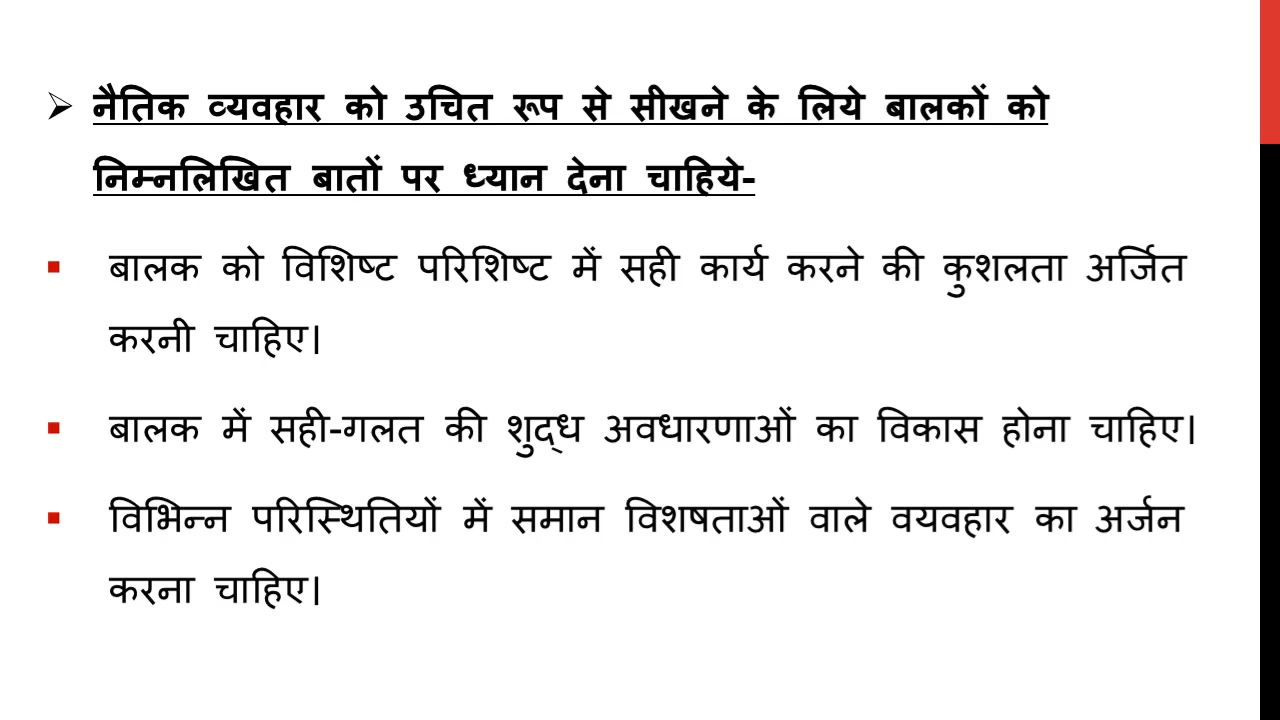 नैतिक व्यवहार को उचित रूप से सीखने के लिये बालकों को
निम्नलिखित बातों पर ध्यान देना चाहिये-
बालक को विशिष्ट परिशिष्ट में सही कार्य करने की कुशलता अर्जित
करनी चाहिए।
बालक में सही-गलत की शुद्ध अवधारणाओं का विकास होना चाहिए।
विभिन्न परिस्थितियों में समान विशषताओं वाले वयवहार का अर्जन
करना चाहिए।